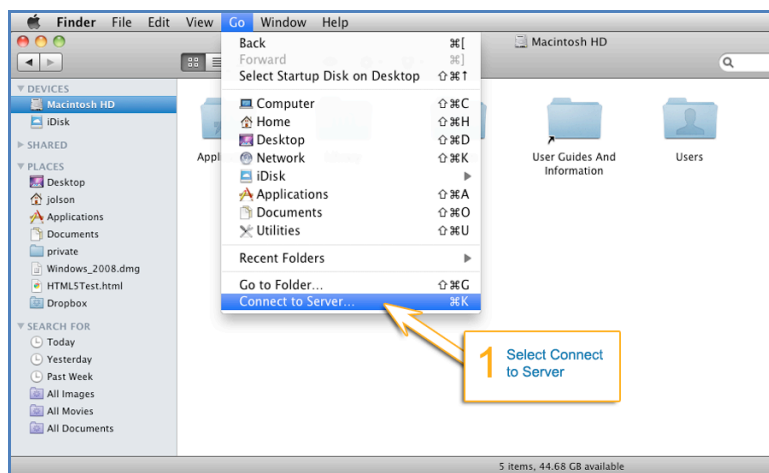 Finder File Edit View Go Window Help
Macintosh HD
Back ⌘[
Forward ⌘]
Select Startup Disk on Desktop ⇧⌘↑
Computer ⇧⌘C
Home ⇧⌘H
Desktop ⇧⌘D
Network ⇧⌘K
iDisk
Applications ⇧⌘A
Documents ⇧⌘O
Utilities ⇧⌘U
Recent Folders
Go to Folder... ⇧⌘G
Connect to Server... ⌘K
DEVICES
Macintosh HD
iDisk
SHARED
PLACES
Desktop
jolson
Applications
Documents
private
Windows_2008.dmg
HTML5Test.html
Dropbox
SEARCH FOR
Today
Yesterday
Past Week
All Images
All Movies
All Documents
Appl
User Guides And
Information
Users
1 Select Connect
to Server
5 items, 44.68 GB available